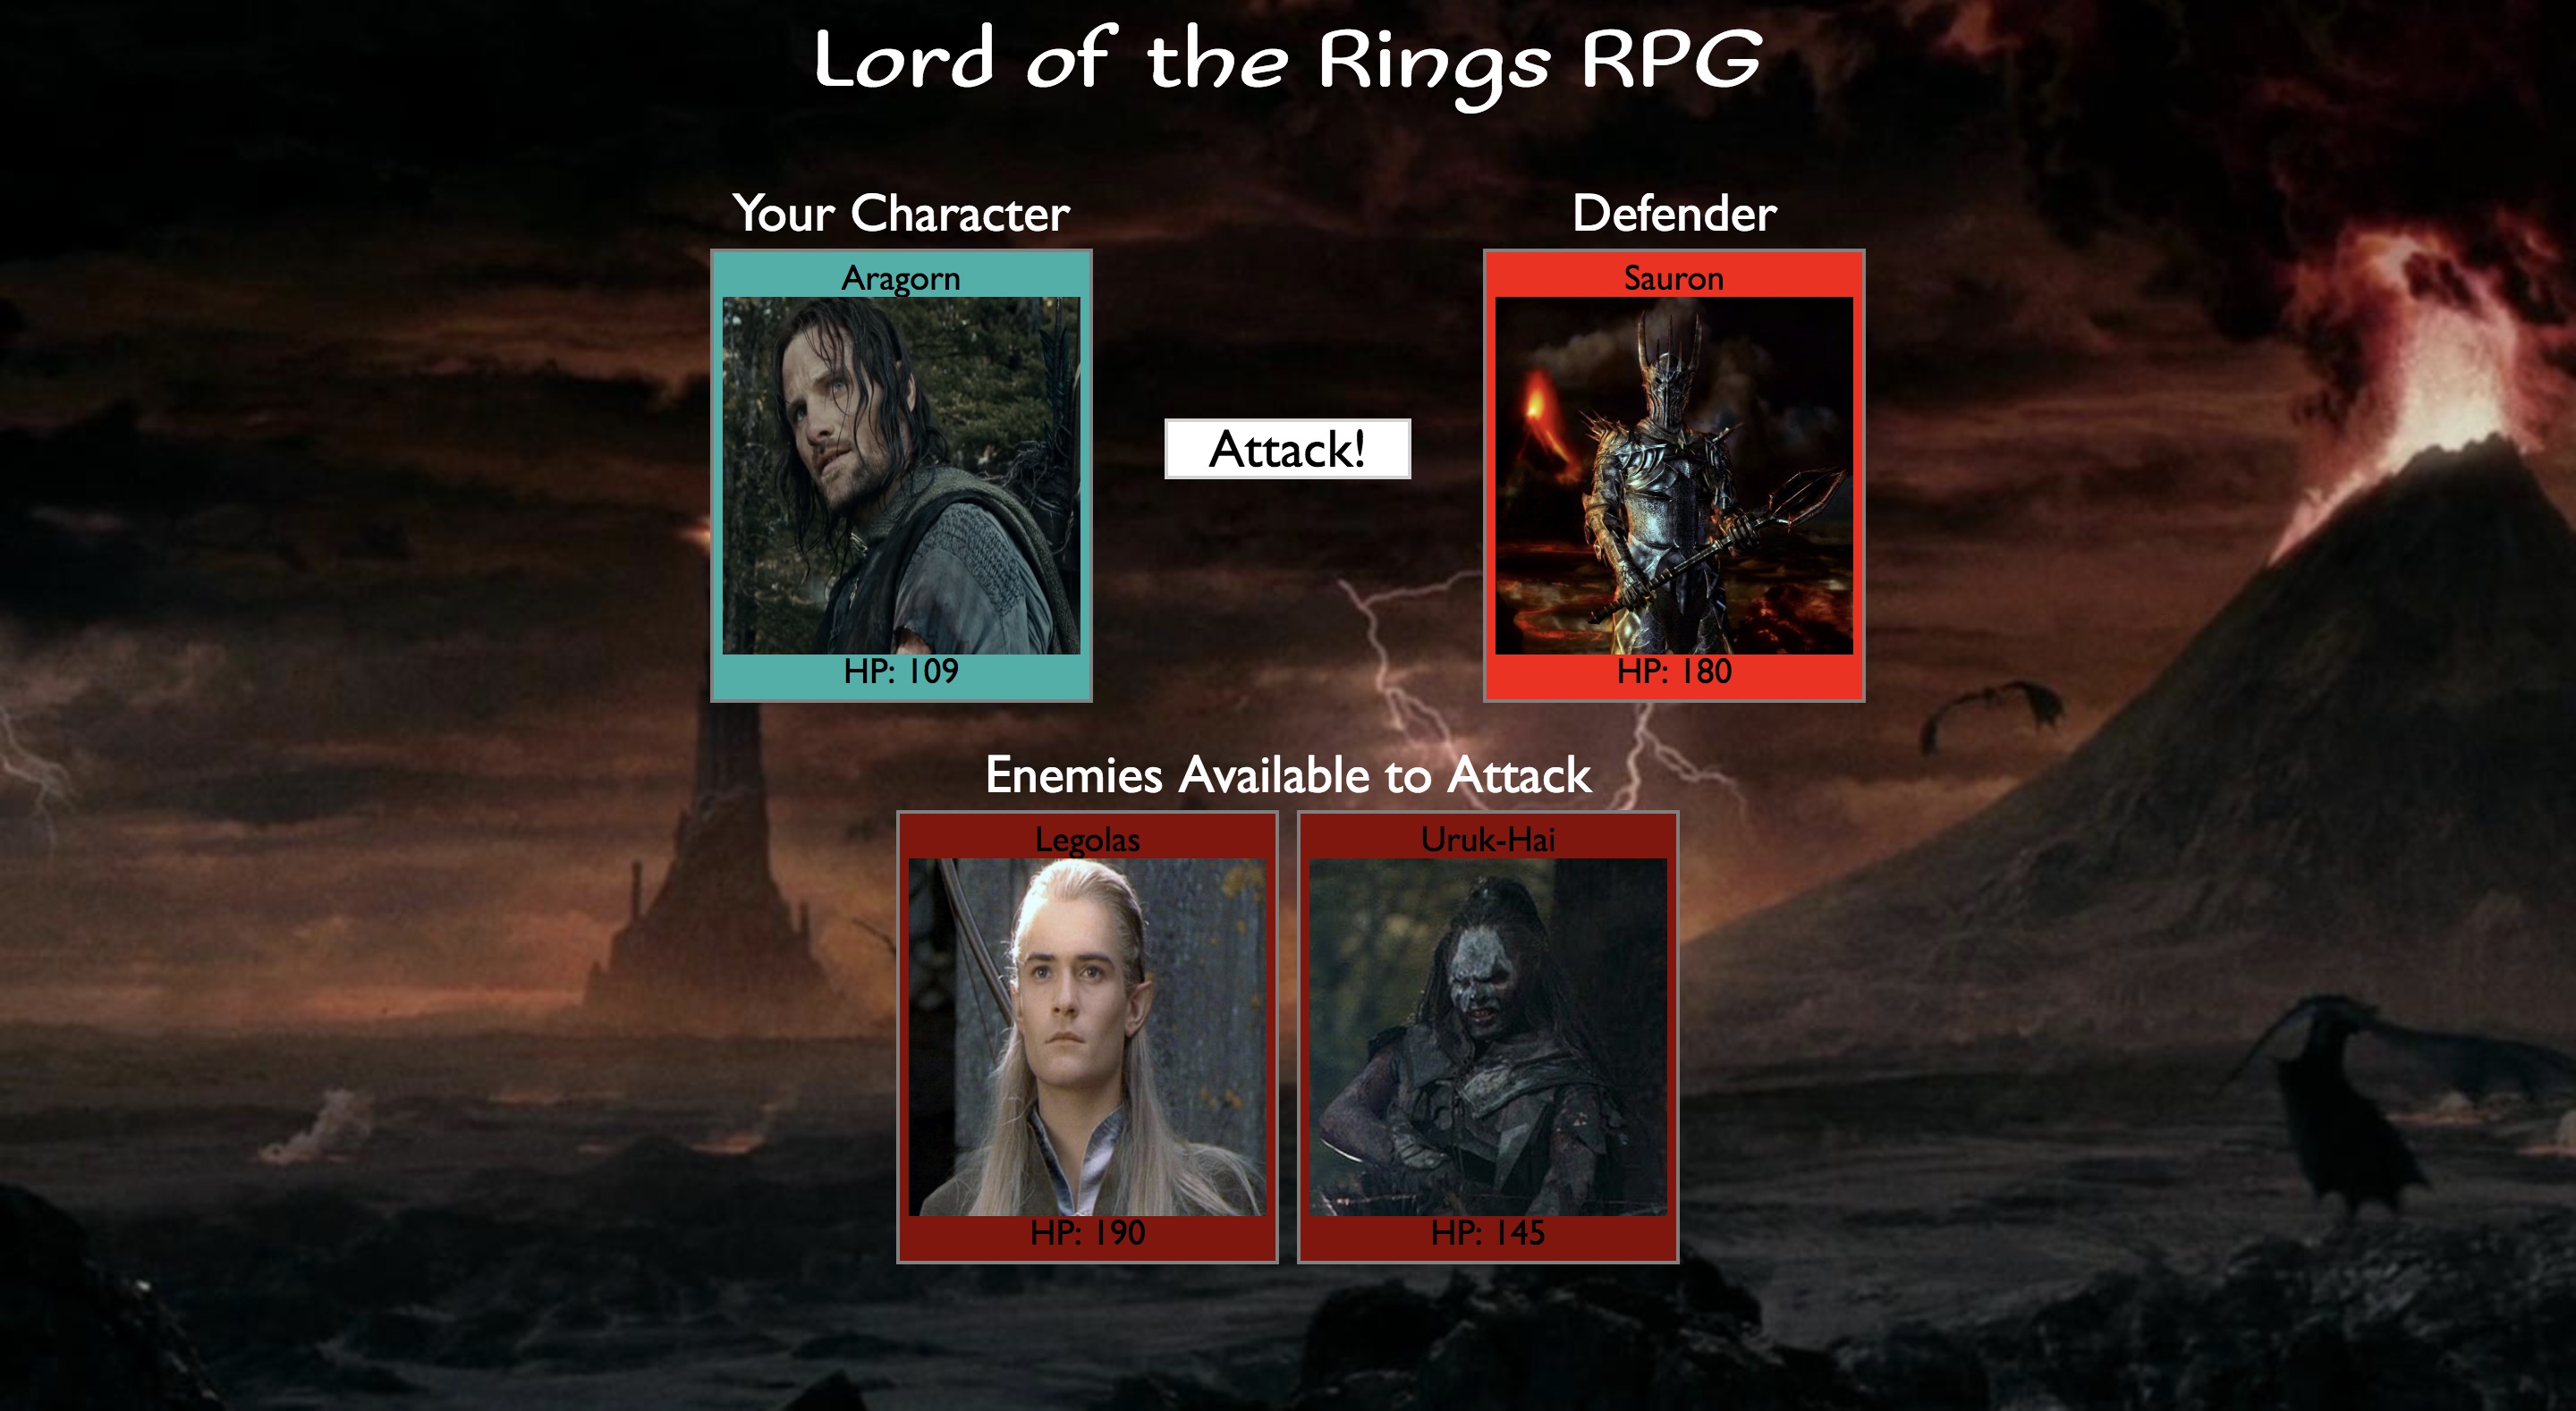 Lord of the Rings RPG
Your Character
Defender
Aragorn
Sauron
Attack!
HP: 109
HP: 180
Enemies Available to Attack
Legolas
Uruk-Hai
HP: 190
HP: 145